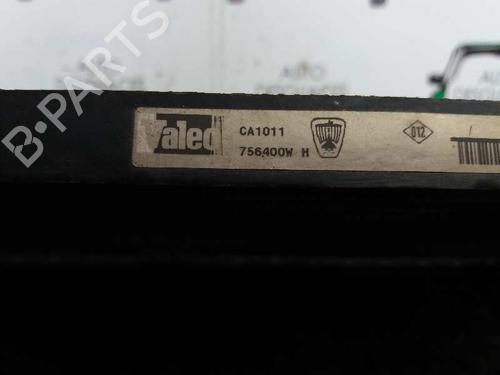 Valeo
CA1011
756400W H
D12
B-PARTS